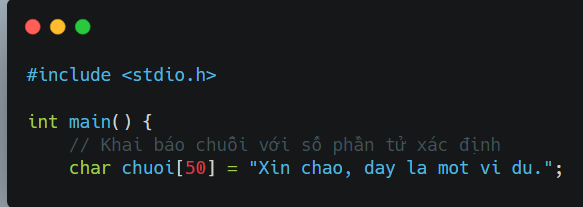 #include <stdio.h>
int main() {
// Khai báo chuỗi với số phần tử xác định
char chuoi[50] = "Xin chao, day la mot vi du.";